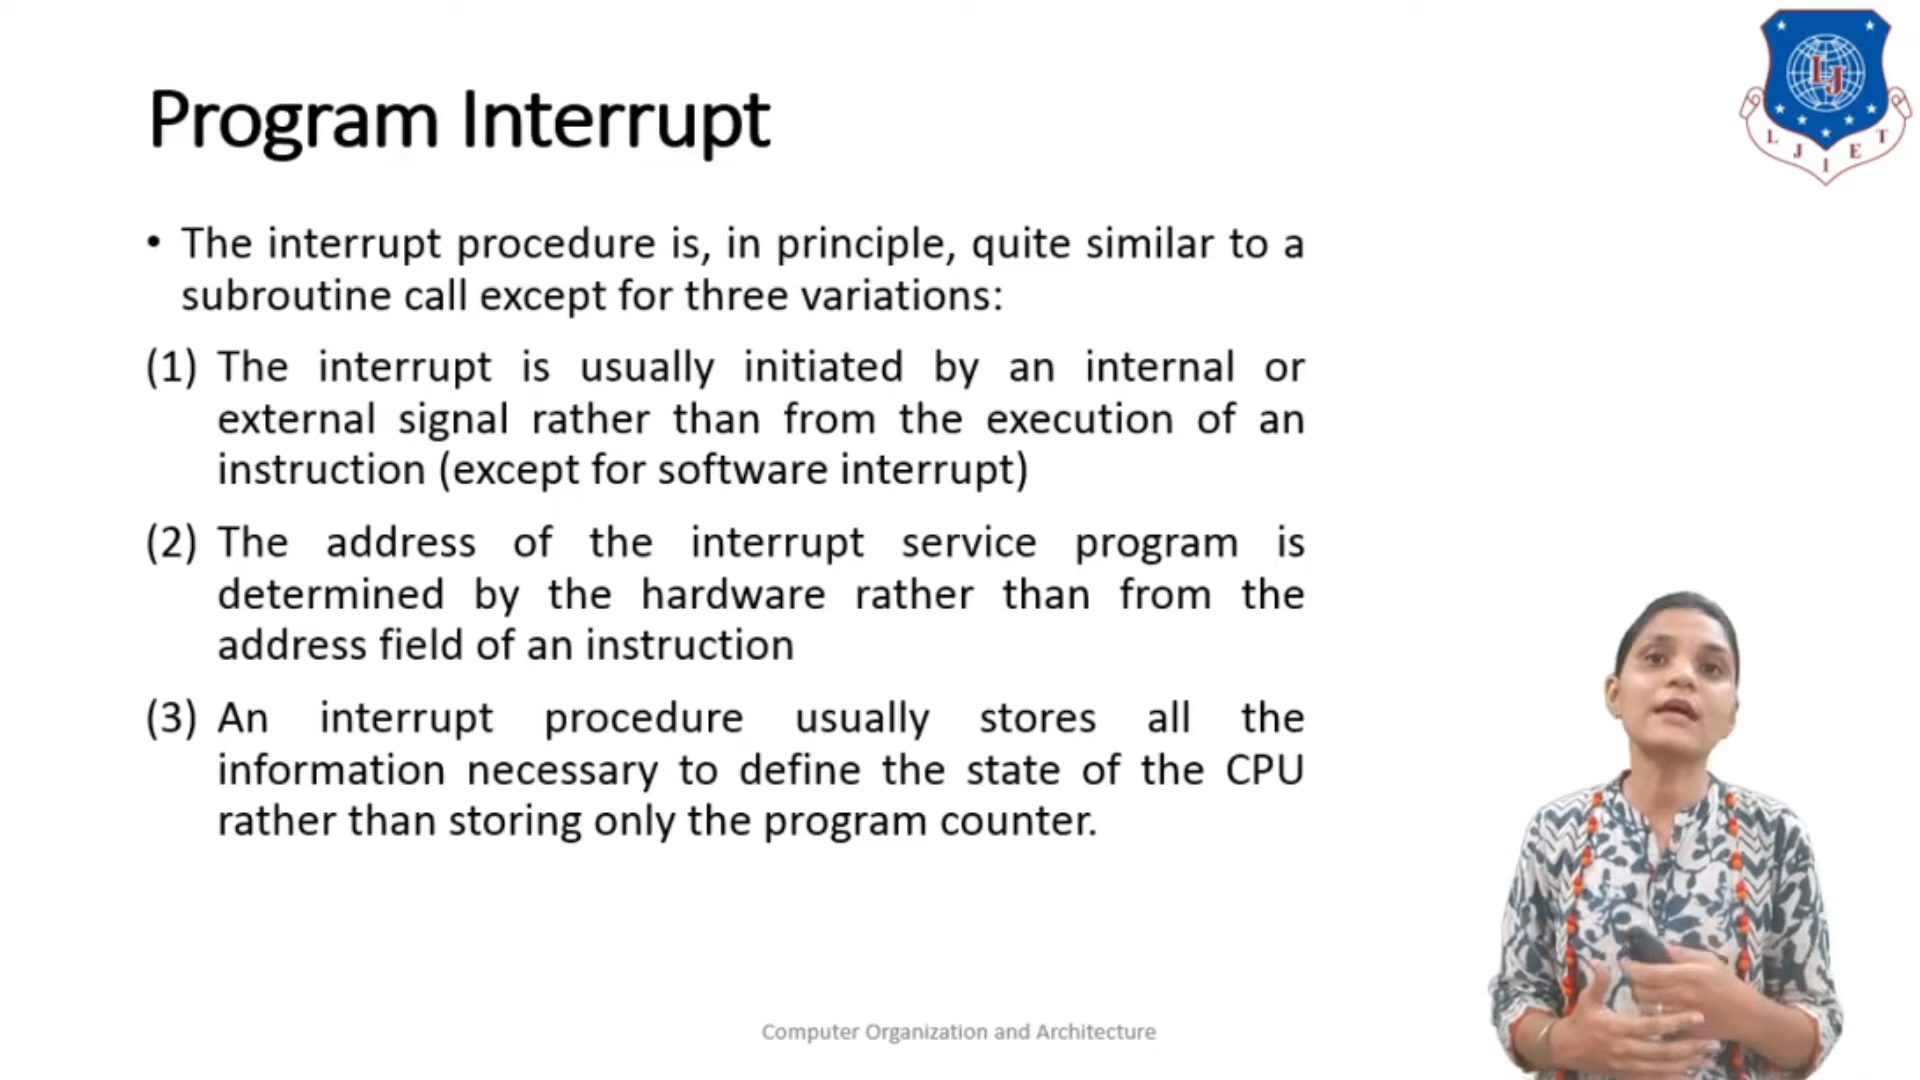 Program Interrupt
• The interrupt procedure is, in principle, quite similar to a
subroutine call except for three variations:
(1) The interrupt is usually initiated by an internal or
external signal rather than from the execution of an
instruction (except for software interrupt)
(2) The address of the interrupt service program is
determined by the hardware rather than from the
address field of an instruction
(3) An interrupt procedure usually stores all the
information necessary to define the state of the CPU
rather than storing only the program counter.
Computer Organization and Architecture
LJ
L J I E T